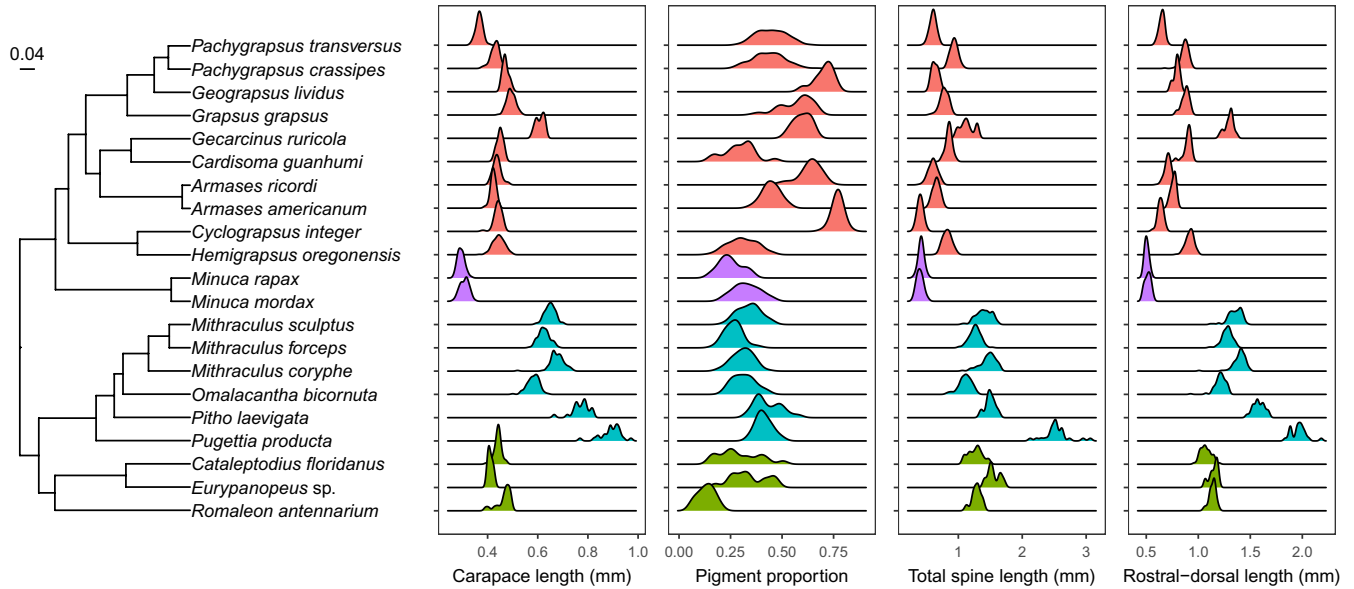 0.04
Pachygrapsus transversus
Pachygrapsus crassipes
Geograpsus lividus
Grapsus grapsus
Gecarcinus ruricola
Cardisoma guanhumi
Armases ricordi
Armases americanum
Cyclograpsus integer
Hemigrapsus oregonensis
Minuca rapax
Minuca mordax
Mithraculus sculptus
Mithraculus forceps
Mithraculus coryphe
Omalacantha bicornuta
Pitho laevigata
Pugettia producta
Cataleptodius floridanus
Eurypanopeus sp.
Romaleon antennarium
0.4 0.6 0.8 1.0
Carapace length (mm)
0.00 0.25 0.50 0.75
Pigment proportion
1 2 3
Total spine length (mm)
0.5 1.0 1.5 2.0
Rostral−dorsal length (mm)